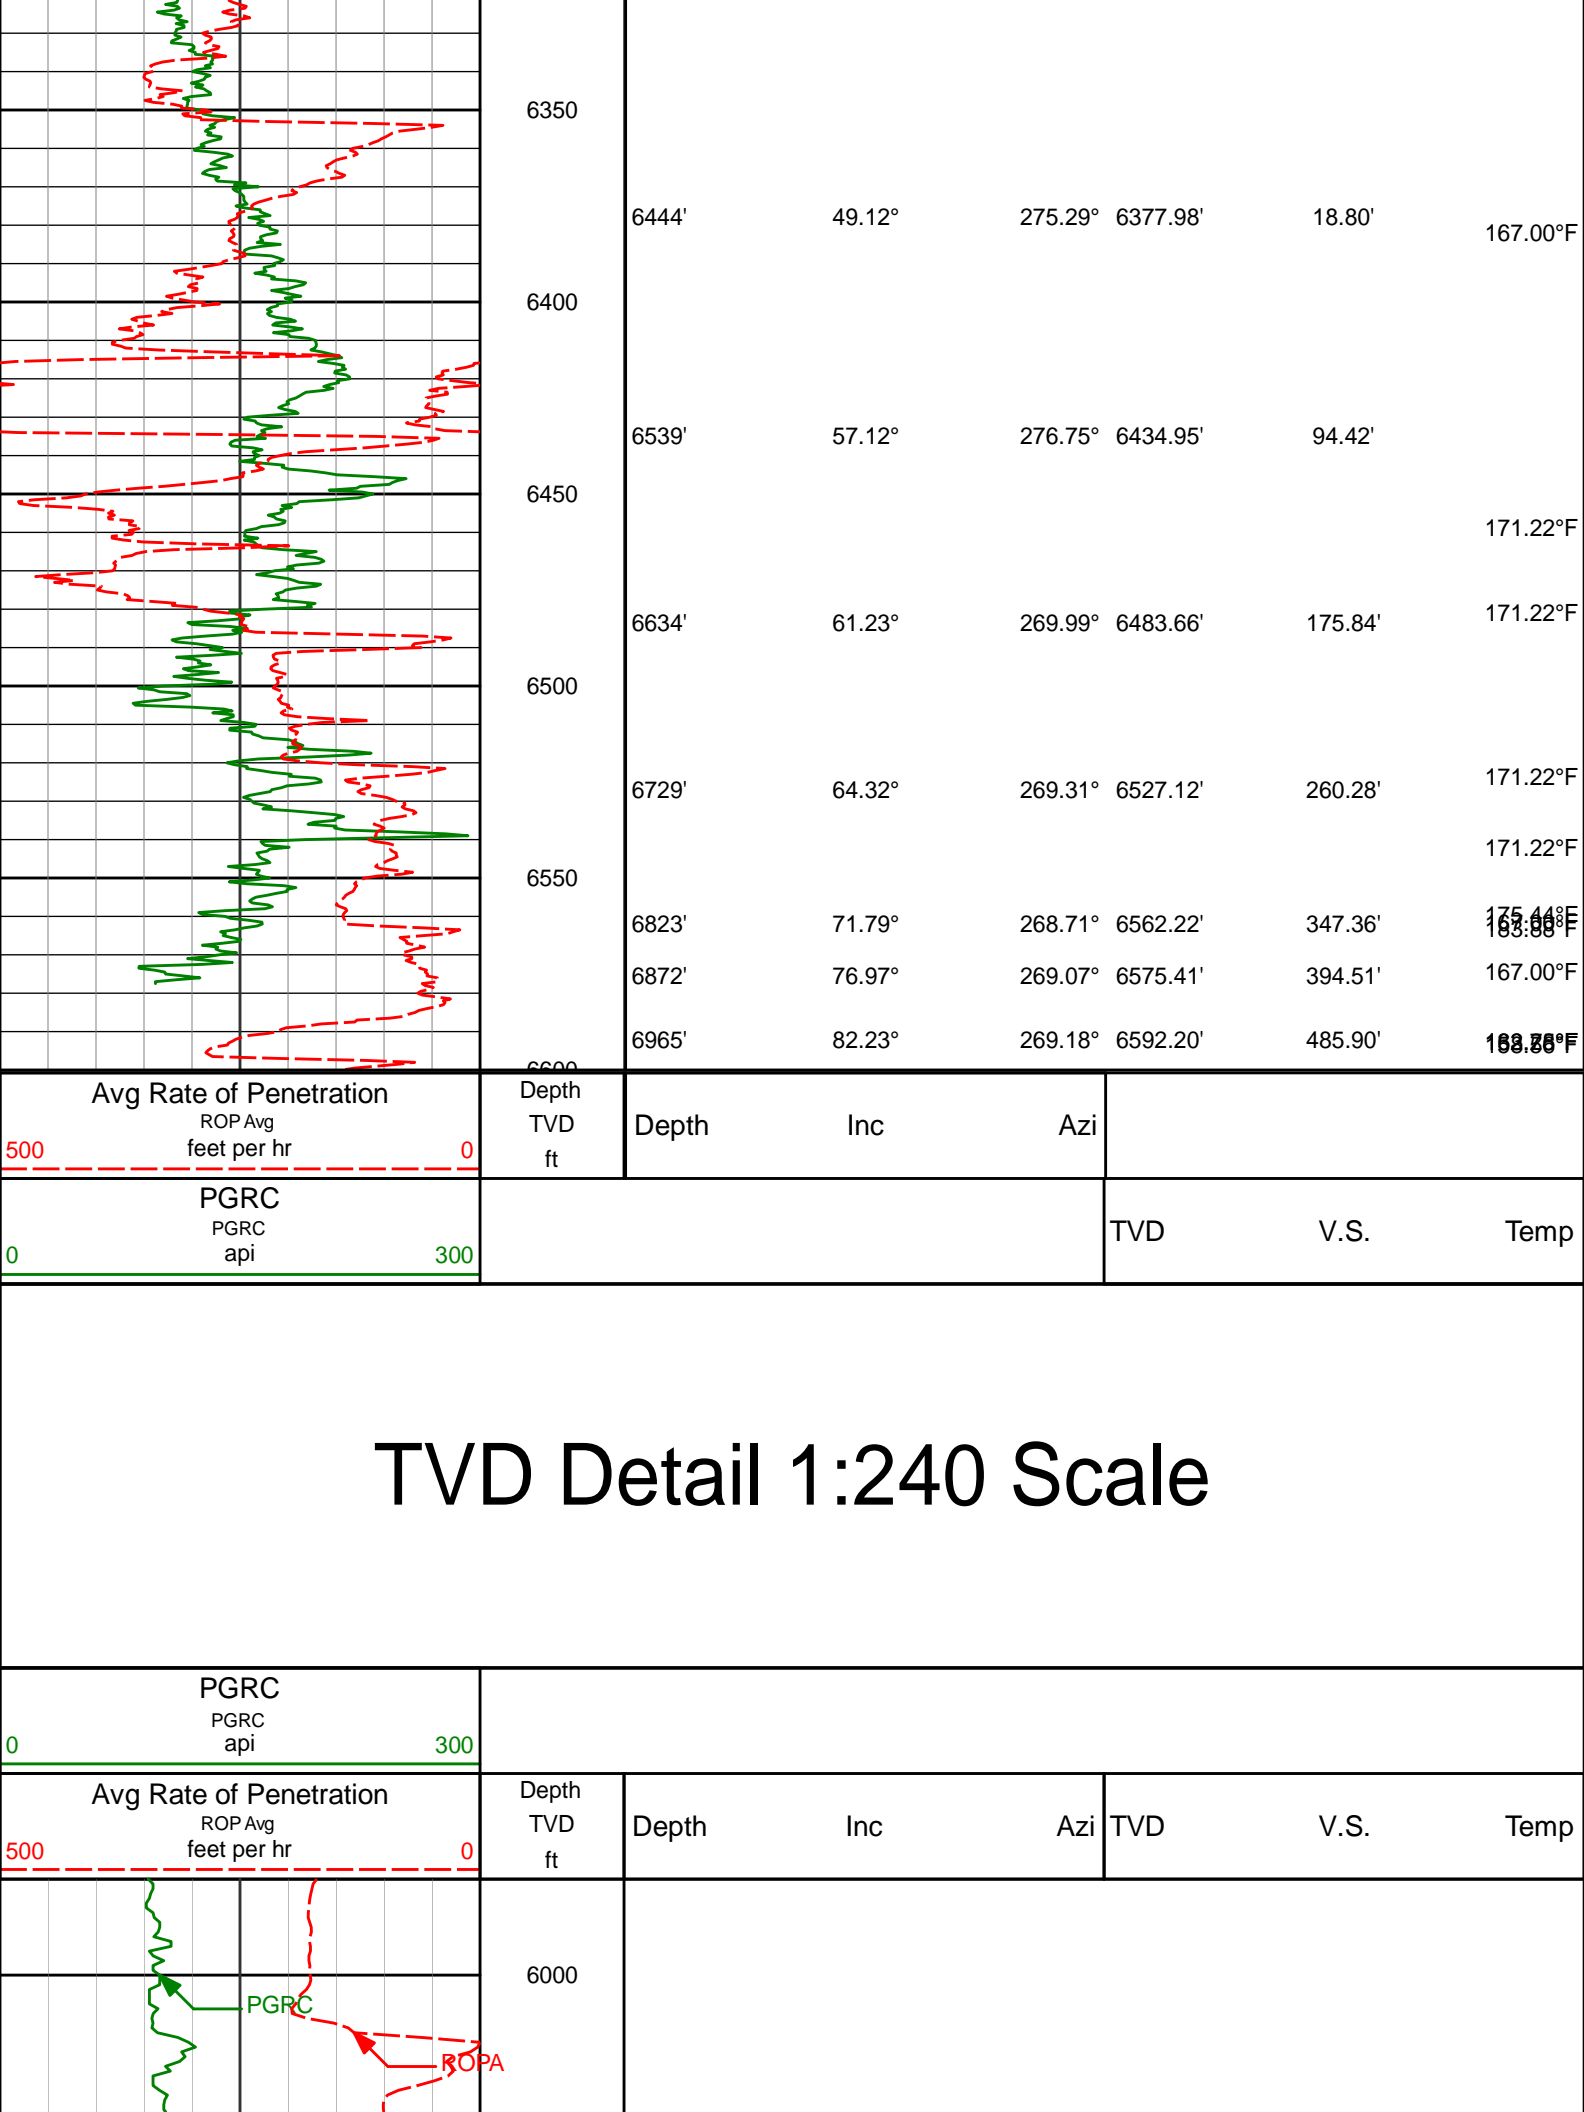 6350
6444' 49.12° 275.29° 6377.98' 18.80' 167.00°F
6400
6539' 57.12° 276.75° 6434.95' 94.42'
6450
171.22°F
6634' 61.23° 269.99° 6483.66' 175.84' 171.22°F
6500
6729' 64.32° 269.31° 6527.12' 260.28' 171.22°F
171.22°F
6550
6823' 71.79° 268.71° 6562.22' 347.36'
6872' 76.97° 269.07° 6575.41' 394.51' 167.00°F
6965' 82.23° 269.18° 6592.20' 485.90'
6600
Avg Rate of Penetration
ROP Avg
500 feet per hr 0
Depth
TVD
ft
Depth Inc Azi
PGRC
PGRC
0 api 300
TVD V.S. Temp
TVD Detail 1:240 Scale
PGRC
PGRC
0 api 300
Avg Rate of Penetration
ROP Avg
500 feet per hr 0
Depth
TVD
ft
Depth Inc Azi TVD V.S. Temp
6000
PGRC
ROPA